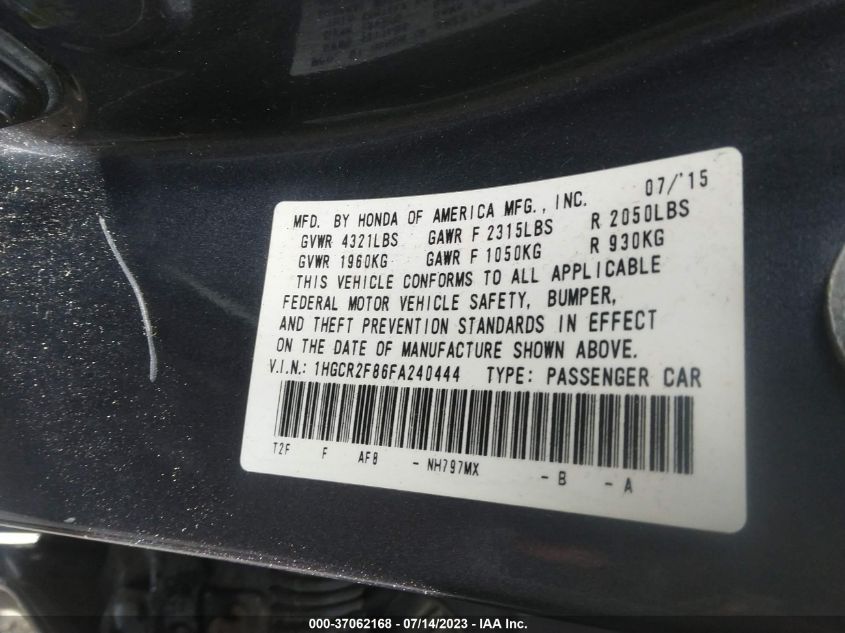 07/'15
MFD. BY HONDA OF AMERICA MFG., INC.
GVWR 4321LBS GAWR F 2315LBS R 2050LBS
GVWR 1960KG GAWR F 1050KG R 930KG
THIS VEHICLE CONFORMS TO ALL APPLICABLE
FEDERAL MOTOR VEHICLE SAFETY, BUMPER,
AND THEFT PREVENTION STANDARDS IN EFFECT
ON THE DATE OF MANUFACTURE SHOWN ABOVE.
V.I.N.: 1HGCR2F86FA240444 TYPE: PASSENGER CAR
T2F F AF8 - NH797MX - B - A
000-37062168 - 07/14/2023 - IAA Inc.